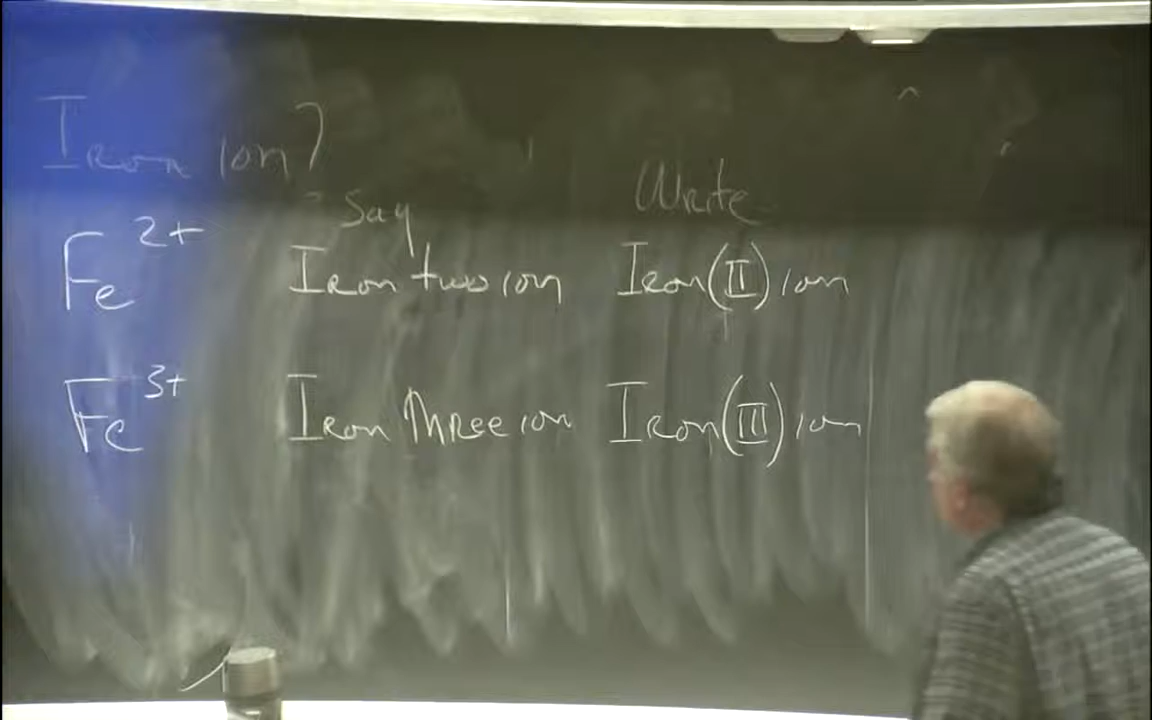 Iron ion?
Say Write
Fe²⁺ Iron two ion Iron(II) ion
Fe³⁺ Iron three ion Iron(III) ion